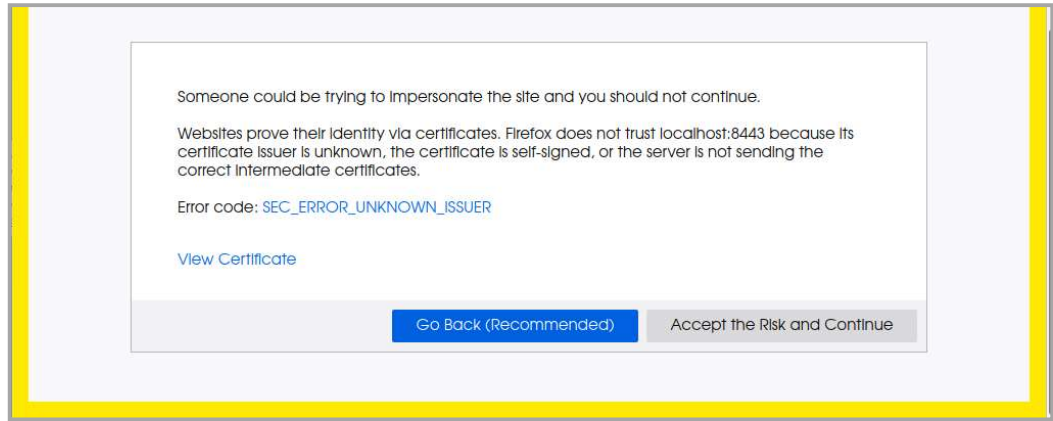 Someone could be trying to impersonate the site and you should not continue.
Websites prove their identity via certificates. Firefox does not trust localhost:8443 because its
certificate issuer is unknown, the certificate is self-signed, or the server is not sending the
correct intermediate certificates.
Error code: SEC_ERROR_UNKNOWN_ISSUER
View Certificate
Go Back (Recommended)
Accept the Risk and Continue